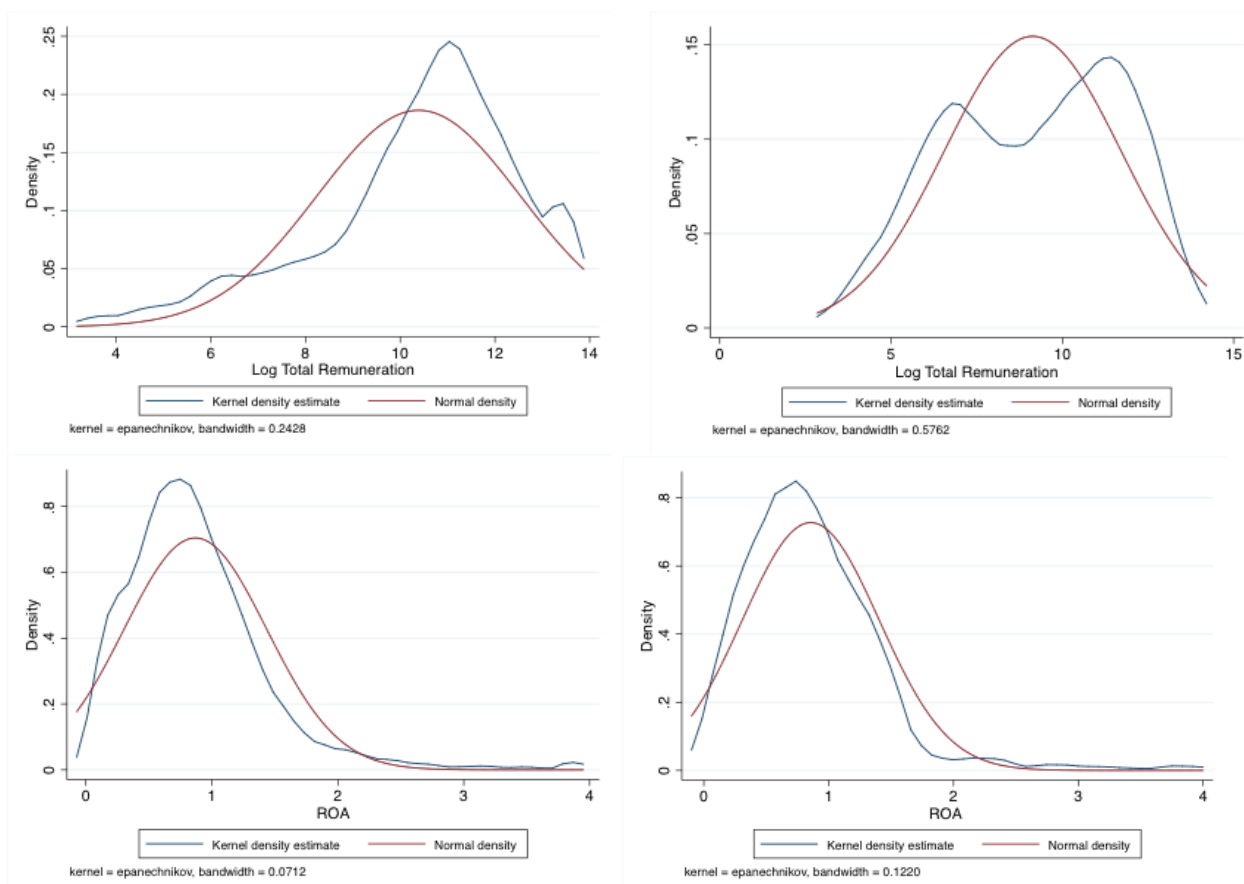 .25
.2
.15
.1
.05
0
Density
4 6 8 10 12 14
Log Total Remuneration
Kernel density estimate Normal density
kernel = epanechnikov, bandwidth = 0.2428
.15
.1
.05
0
Density
0 5 10 15
Log Total Remuneration
Kernel density estimate Normal density
kernel = epanechnikov, bandwidth = 0.5762
.8
.6
.4
.2
0
Density
0 1 2 3 4
ROA
Kernel density estimate Normal density
kernel = epanechnikov, bandwidth = 0.0712
.8
.6
.4
.2
0
Density
0 1 2 3 4
ROA
Kernel density estimate Normal density
kernel = epanechnikov, bandwidth = 0.1220